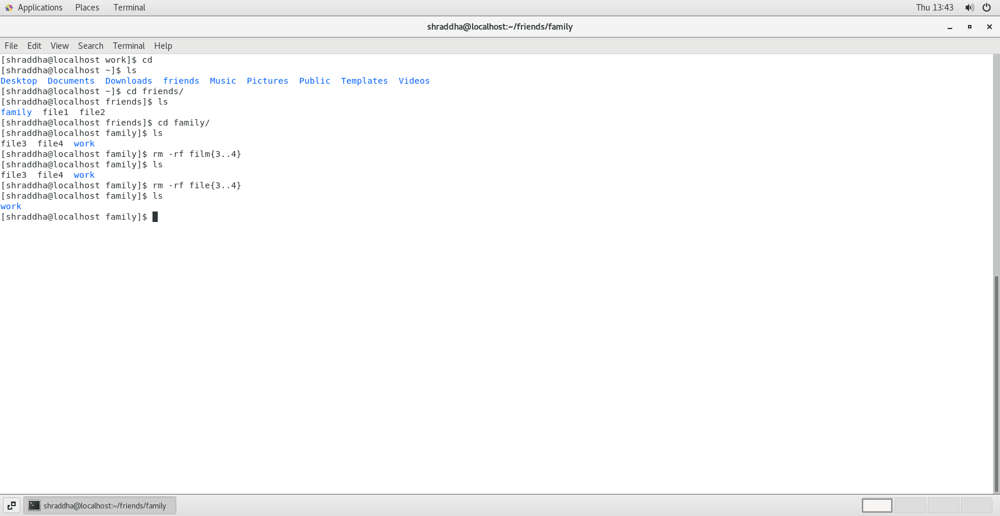 Applications Places Terminal Thu 13:43
shraddha@localhost:~/friends/family
File Edit View Search Terminal Help
[shraddha@localhost work]$ cd
[shraddha@localhost ~]$ ls
Desktop  Documents  Downloads  friends  Music  Pictures  Public  Templates  Videos
[shraddha@localhost ~]$ cd friends/
[shraddha@localhost friends]$ ls
family  file1  file2
[shraddha@localhost friends]$ cd family/
[shraddha@localhost family]$ ls
file3  file4  work
[shraddha@localhost family]$ rm -rf film{3..4}
[shraddha@localhost family]$ ls
file3  file4  work
[shraddha@localhost family]$ rm -rf file{3..4}
[shraddha@localhost family]$ ls
work
[shraddha@localhost family]$
shraddha@localhost:~/friends/family